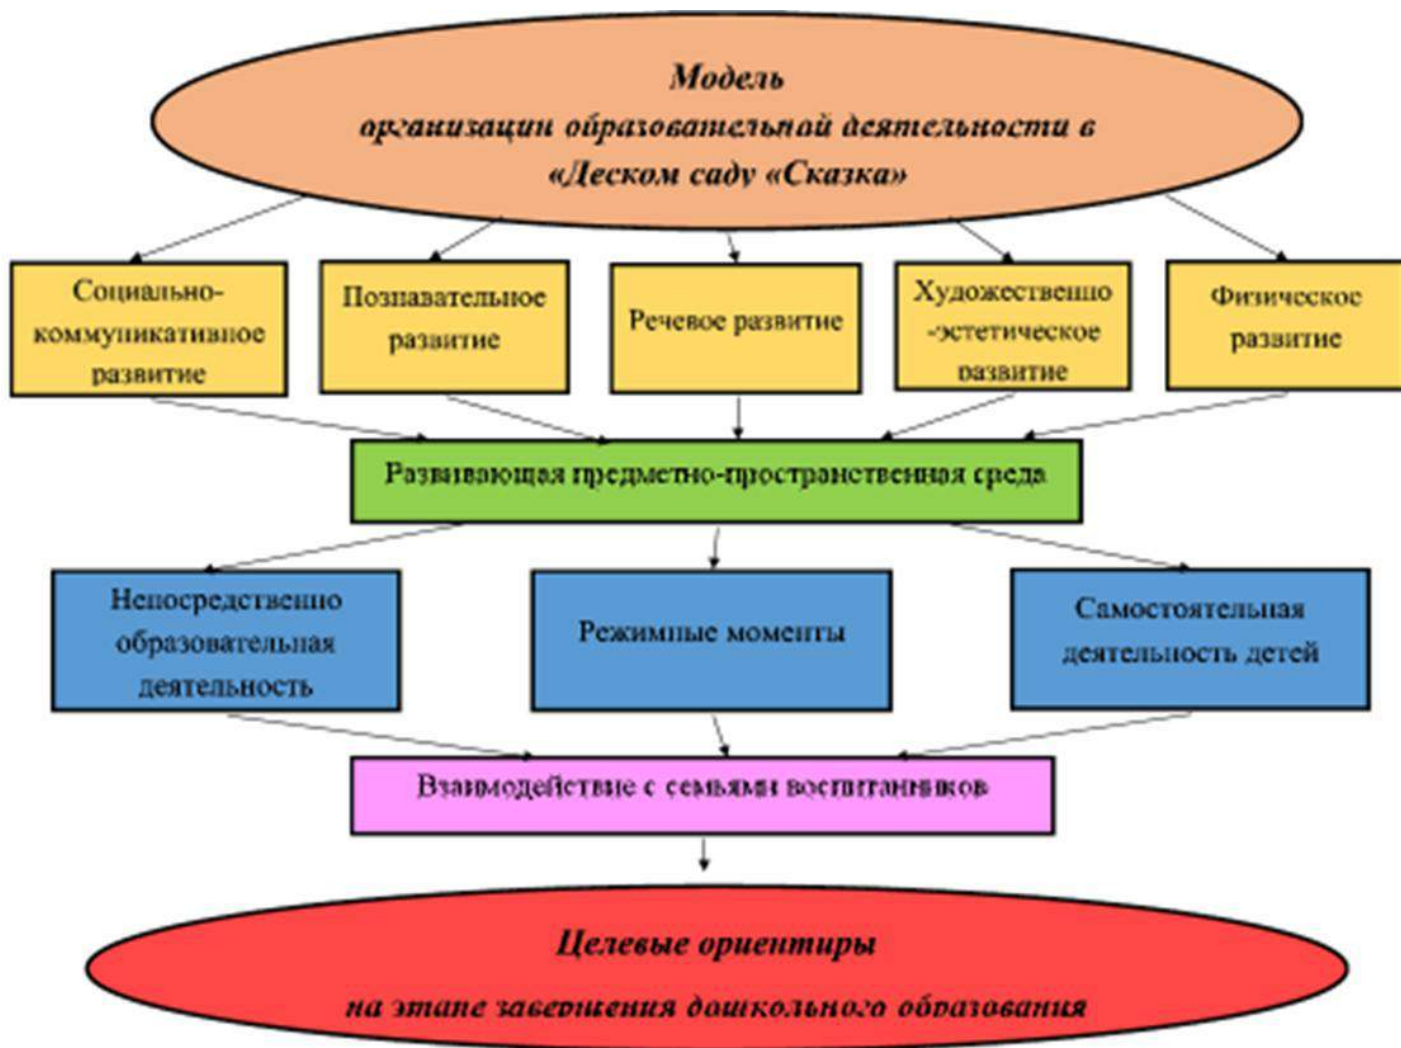 Модель
организации образовательной деятельности в
«Деском саду «Сказка»
Социально-
коммуникативное
развитие
Познавательное
развитие
Речевое развитие
Художественно
-эстетическое
развитие
Физическое
развитие
Развивающая предметно-пространственная среда
Непосредственно
образовательная
деятельность
Режимные моменты
Самостоятельная
деятельность детей
Взаимодействие с семьями воспитанников
Целевые ориентиры
на этапе завершения дошкольного образования